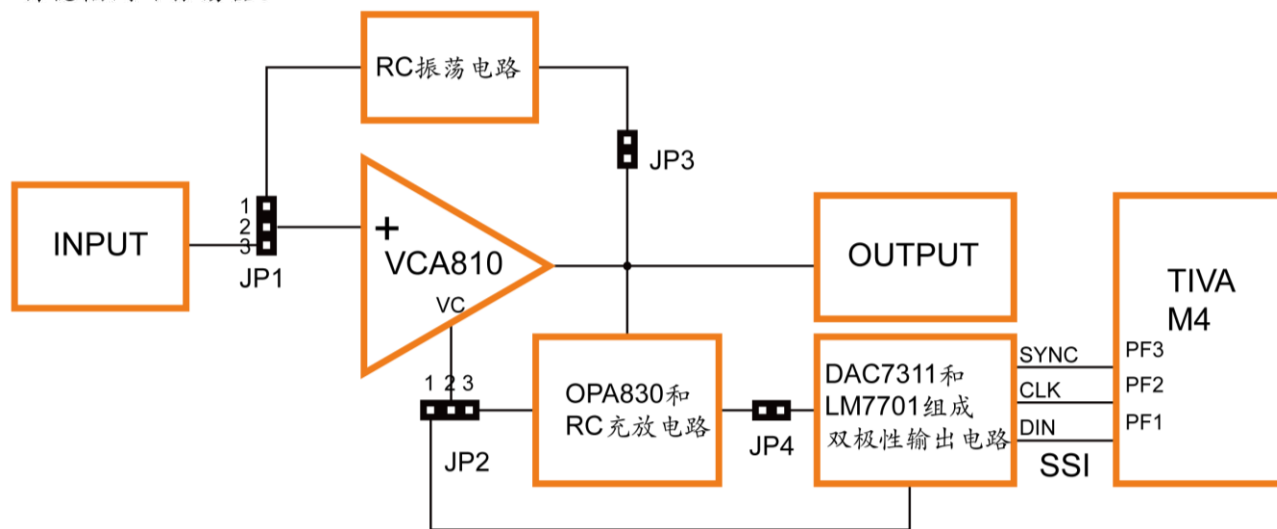 RC振荡电路
JP3
1
2
3
JP1
INPUT
+
VCA810
VC
OUTPUT
TIVA
M4
1 2 3
JP2
OPA830和
RC充放电路
JP4
DAC7311和
LM7701组成
双极性输出电路
SYNC
CLK
DIN
SSI
PF3
PF2
PF1